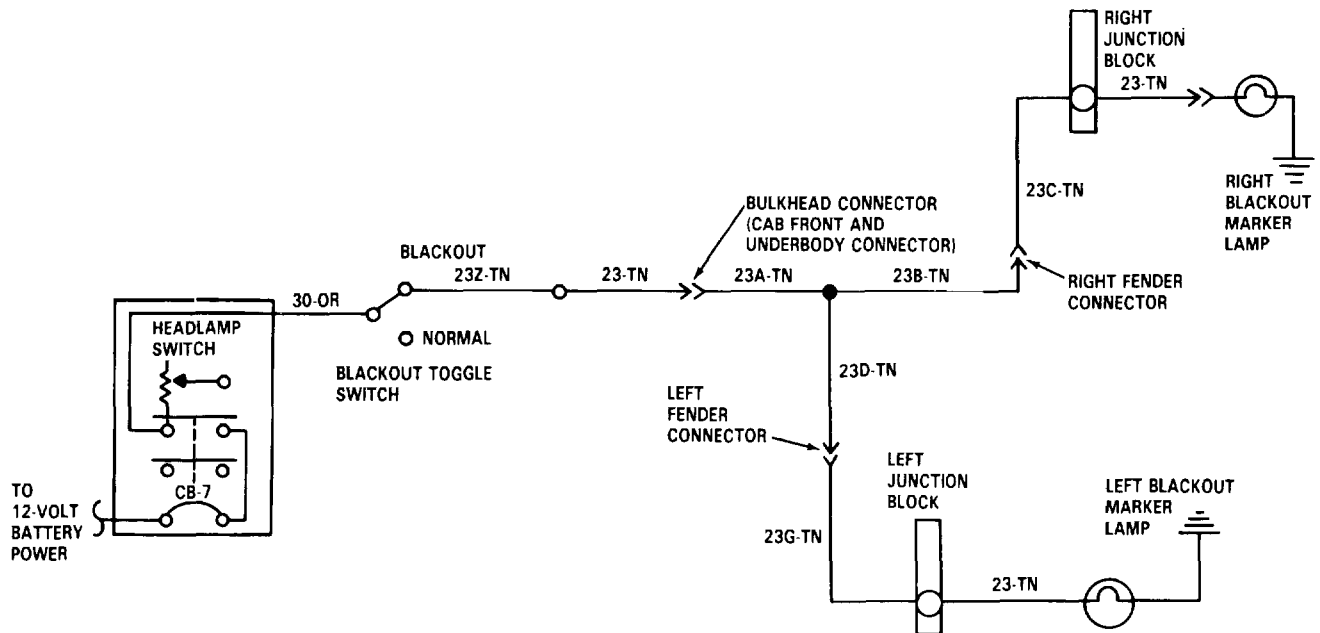 RIGHT
JUNCTION
BLOCK
23-TN
RIGHT
BLACKOUT
MARKER
LAMP
23C-TN
BULKHEAD CONNECTOR
(CAB FRONT AND
UNDERBODY CONNECTOR)
BLACKOUT
23Z-TN
23-TN
23A-TN
23B-TN
RIGHT FENDER
CONNECTOR
30-OR
HEADLAMP
SWITCH
NORMAL
BLACKOUT TOGGLE
SWITCH
23D-TN
LEFT
FENDER
CONNECTOR
CB-7
TO
12-VOLT
BATTERY
POWER
LEFT
JUNCTION
BLOCK
LEFT BLACKOUT
MARKER
LAMP
23G-TN
23-TN